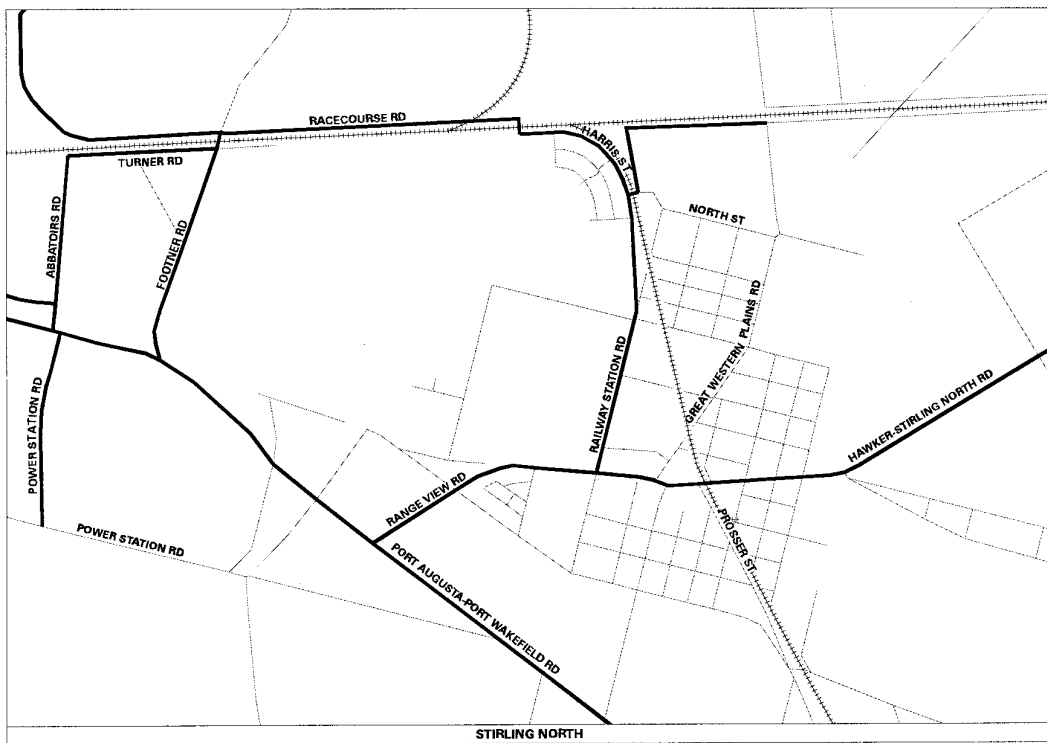 RACECOURSE RD
HARRIS ST
TURNER RD
ABBATOIRS RD
FOOTNER RD
NORTH ST
GREAT WESTERN PLAINS RD
RAILWAY STATION RD
HAWKER-STIRLING NORTH RD
POWER STATION RD
RANGE VIEW RD
POWER STATION RD
PROSSER ST
PORT AUGUSTA-PORT WAKEFIELD RD
STIRLING NORTH